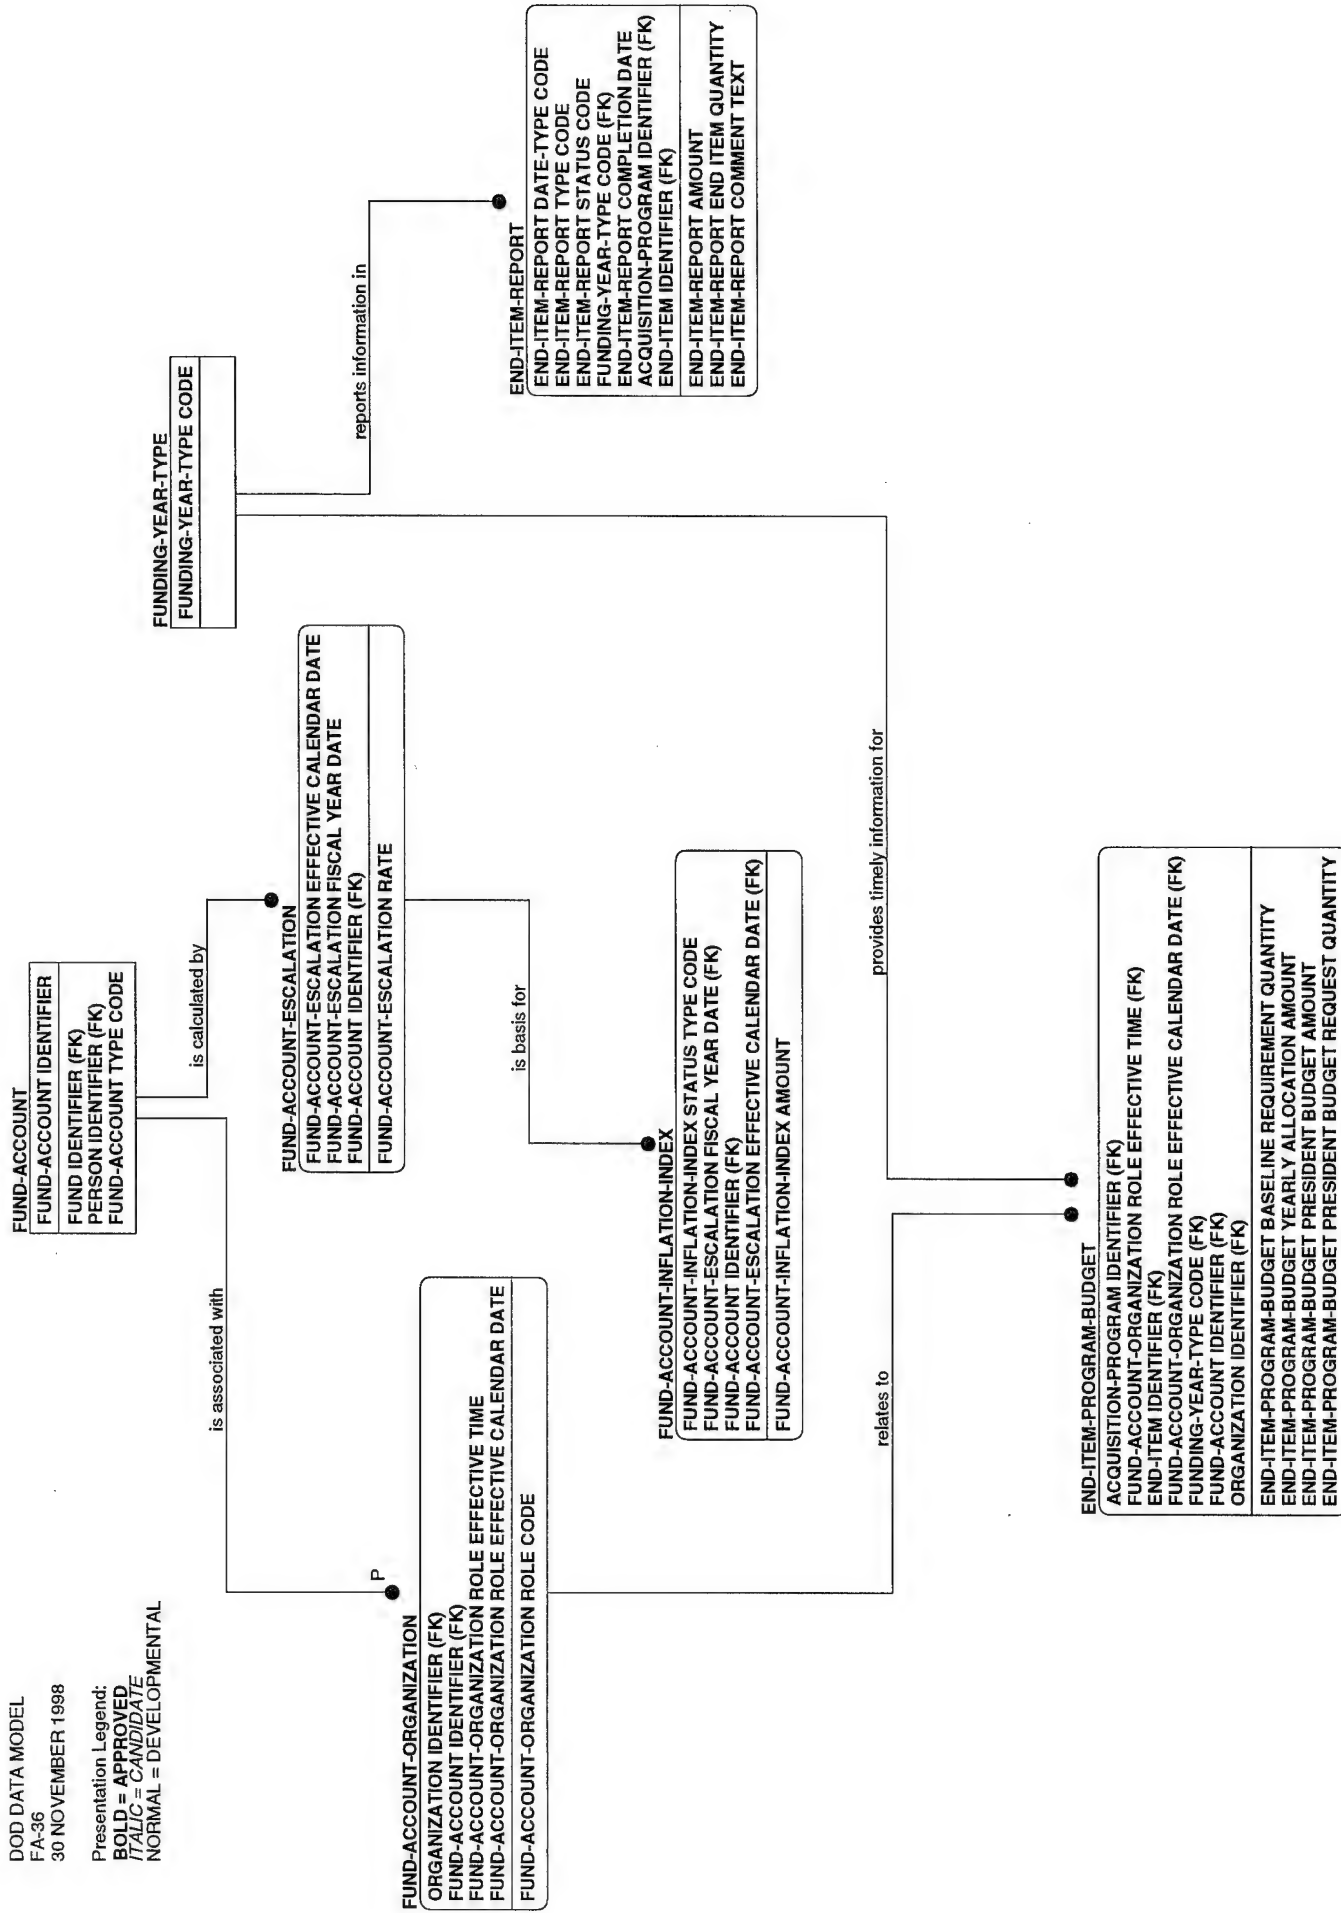 DOD DATA MODEL
FA-36
30 NOVEMBER 1998
Presentation Legend:
BOLD = APPROVED
ITALIC = CANDIDATE
NORMAL = DEVELOPMENTAL
FUND-ACCOUNT
FUND-ACCOUNT IDENTIFIER
FUND IDENTIFIER (FK)
PERSON IDENTIFIER (FK)
FUND-ACCOUNT TYPE CODE
is associated with
is calculated by
FUNDING-YEAR-TYPE
FUNDING-YEAR-TYPE CODE
reports information in
FUND-ACCOUNT-ESCALATION
FUND-ACCOUNT-ESCALATION EFFECTIVE CALENDAR DATE
FUND-ACCOUNT-ESCALATION FISCAL YEAR DATE
FUND-ACCOUNT IDENTIFIER (FK)
FUND-ACCOUNT-ESCALATION RATE
P
FUND-ACCOUNT-ORGANIZATION
ORGANIZATION IDENTIFIER (FK)
FUND-ACCOUNT IDENTIFIER (FK)
FUND-ACCOUNT-ORGANIZATION ROLE EFFECTIVE TIME
FUND-ACCOUNT-ORGANIZATION ROLE EFFECTIVE CALENDAR DATE
FUND-ACCOUNT-ORGANIZATION ROLE CODE
is basis for
END-ITEM-REPORT
END-ITEM-REPORT DATE-TYPE CODE
END-ITEM-REPORT TYPE CODE
END-ITEM-REPORT STATUS CODE
FUNDING-YEAR-TYPE CODE (FK)
END-ITEM-REPORT COMPLETION DATE
ACQUISITION-PROGRAM IDENTIFIER (FK)
END-ITEM IDENTIFIER (FK)
END-ITEM-REPORT AMOUNT
END-ITEM-REPORT END ITEM QUANTITY
END-ITEM-REPORT COMMENT TEXT
FUND-ACCOUNT-INFLATION-INDEX
FUND-ACCOUNT-INFLATION-INDEX STATUS TYPE CODE
FUND-ACCOUNT-ESCALATION FISCAL YEAR DATE (FK)
FUND-ACCOUNT IDENTIFIER (FK)
FUND-ACCOUNT-ESCALATION EFFECTIVE CALENDAR DATE (FK)
FUND-ACCOUNT-INFLATION-INDEX AMOUNT
relates to
provides timely information for
END-ITEM-PROGRAM-BUDGET
ACQUISITION-PROGRAM IDENTIFIER (FK)
FUND-ACCOUNT-ORGANIZATION ROLE EFFECTIVE TIME (FK)
END-ITEM IDENTIFIER (FK)
FUND-ACCOUNT-ORGANIZATION ROLE EFFECTIVE CALENDAR DATE (FK)
FUNDING-YEAR-TYPE CODE (FK)
FUND-ACCOUNT IDENTIFIER (FK)
ORGANIZATION IDENTIFIER (FK)
END-ITEM-PROGRAM-BUDGET BASELINE REQUIREMENT QUANTITY
END-ITEM-PROGRAM-BUDGET YEARLY ALLOCATION AMOUNT
END-ITEM-PROGRAM-BUDGET PRESIDENT BUDGET AMOUNT
END-ITEM-PROGRAM-BUDGET PRESIDENT BUDGET REQUEST QUANTITY